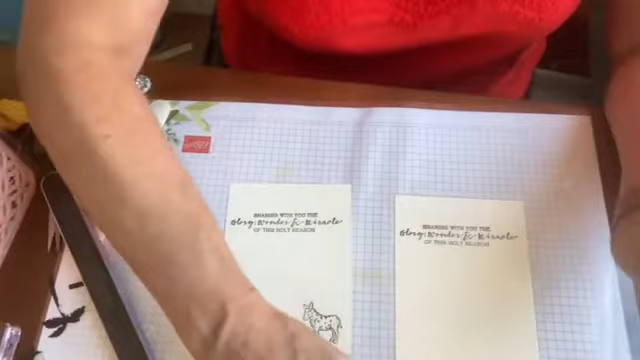 SHARING WITH YOU THE
Glory, Wonder & Miracle
OF THIS HOLY SEASON
SHARING WITH YOU THE
Glory, Wonder & Miracle
OF THIS HOLY SEASON